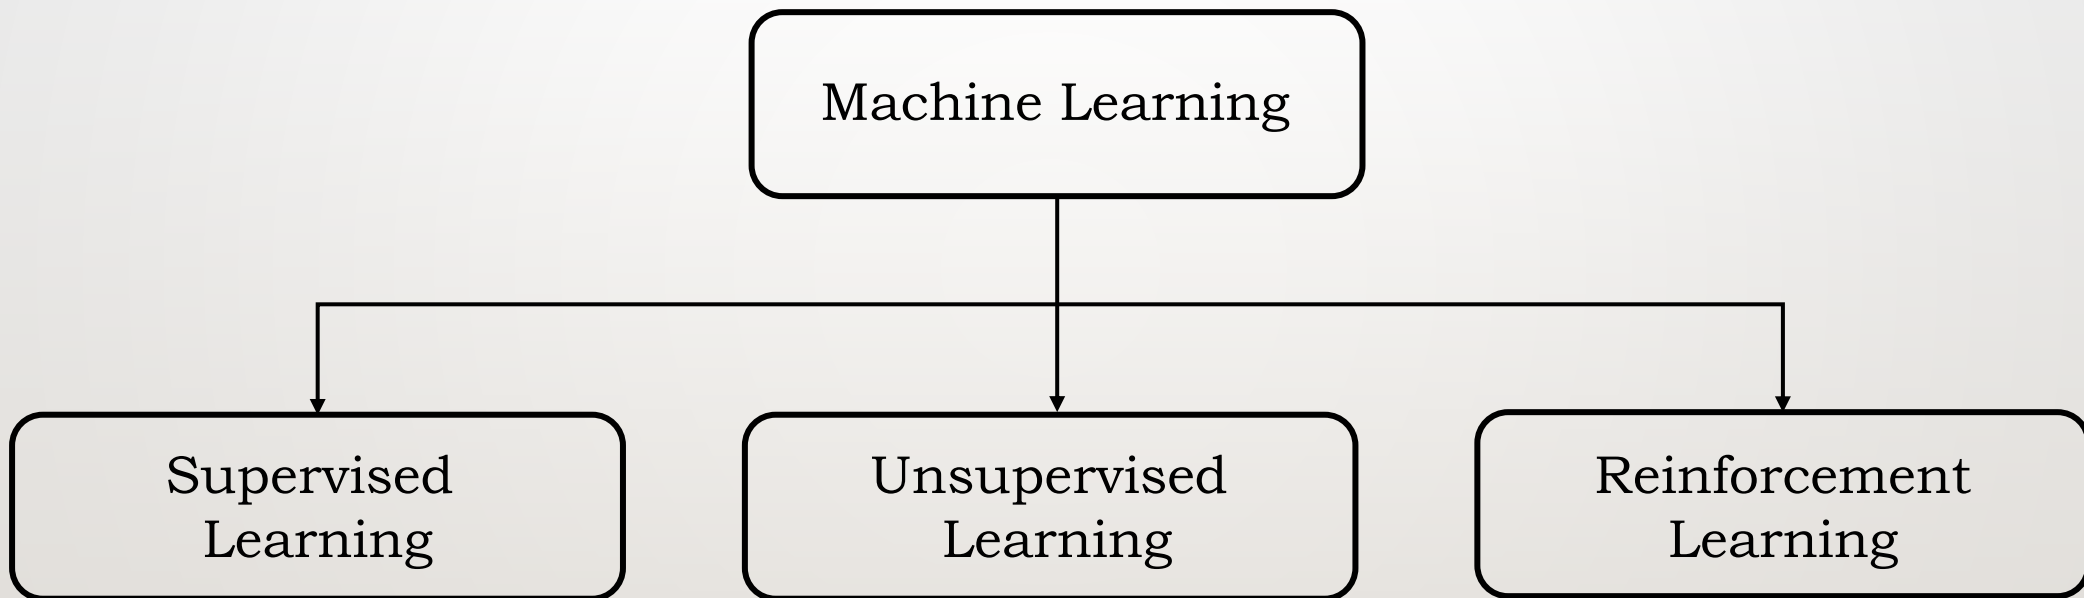 Machine Learning
Supervised
Learning
Unsupervised
Learning
Reinforcement
Learning